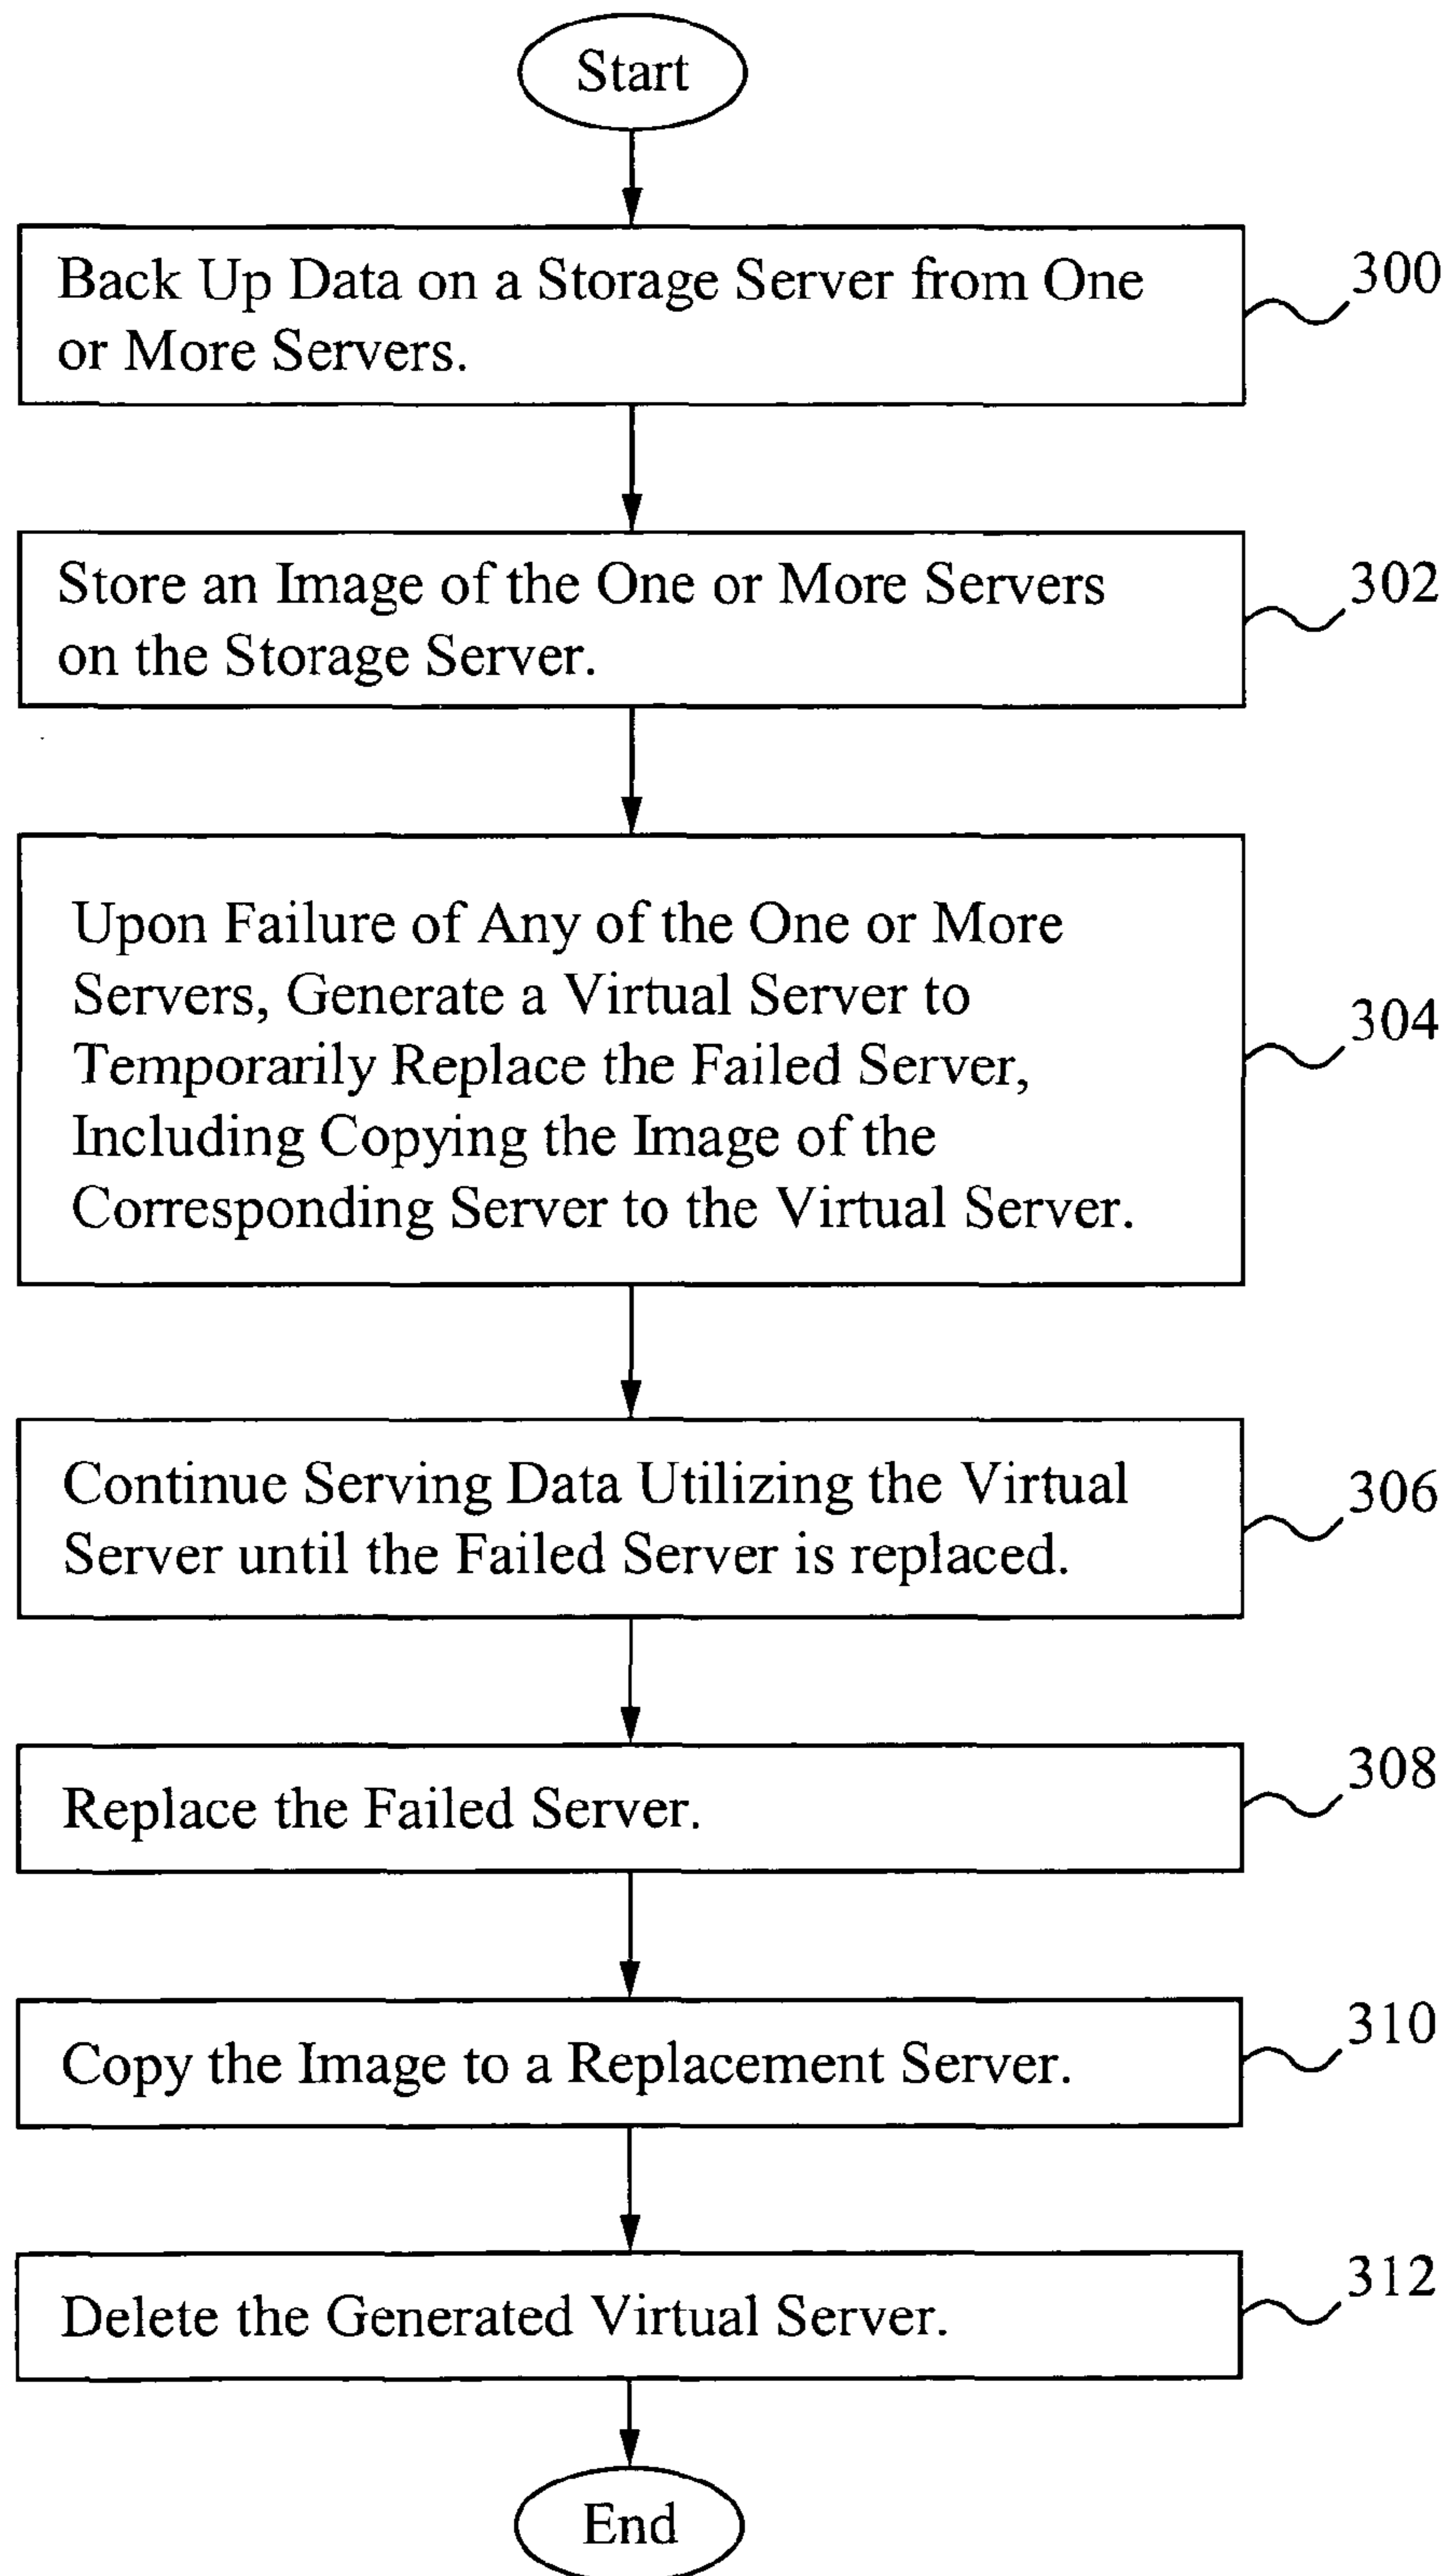 Start
Back Up Data on a Storage Server from One
or More Servers.
300
Store an Image of the One or More Servers
on the Storage Server.
302
Upon Failure of Any of the One or More
Servers, Generate a Virtual Server to
Temporarily Replace the Failed Server,
Including Copying the Image of the
Corresponding Server to the Virtual Server.
304
Continue Serving Data Utilizing the Virtual
Server until the Failed Server is replaced.
306
Replace the Failed Server.
308
Copy the Image to a Replacement Server.
310
Delete the Generated Virtual Server.
312
End